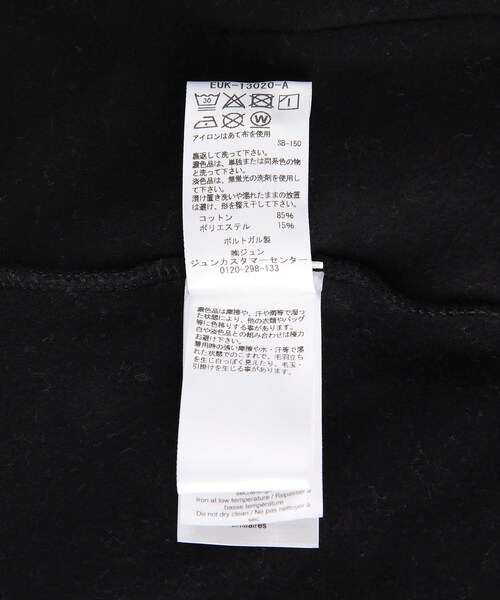 EUK-13020-A
30
W
アイロンはあて布を使用
SB-150
裏返して洗って下さい。
濃色品は、単独または同系色の物
と洗って下さい。
淡色品は、無蛍光の洗剤を使用し
て下さい。
漬け置き洗いや濡れたままの放置
は避け、形を整え干して下さい。
コットン 85%
ポリエステル 15%
ポルトガル製
㈱ジュン
ジュンカスタマーセンター
0120-298-133
濃色品は摩擦や、汗や雨等で湿っ
た状態により、他の衣類やバッグ
等に色移りする事があります。
白や淡色品との組み合わせは極力
お避け下さい。
着用時の強い摩擦や水・汗等で濡
れた状態でのこすれで、毛羽立ち
を生じ白っぽく見えたり、毛玉・
引掛けを生じる事があります。
Iron at low temperature / Repasser à
basse température
Do not dry clean / Ne pas nettoyer à
sec